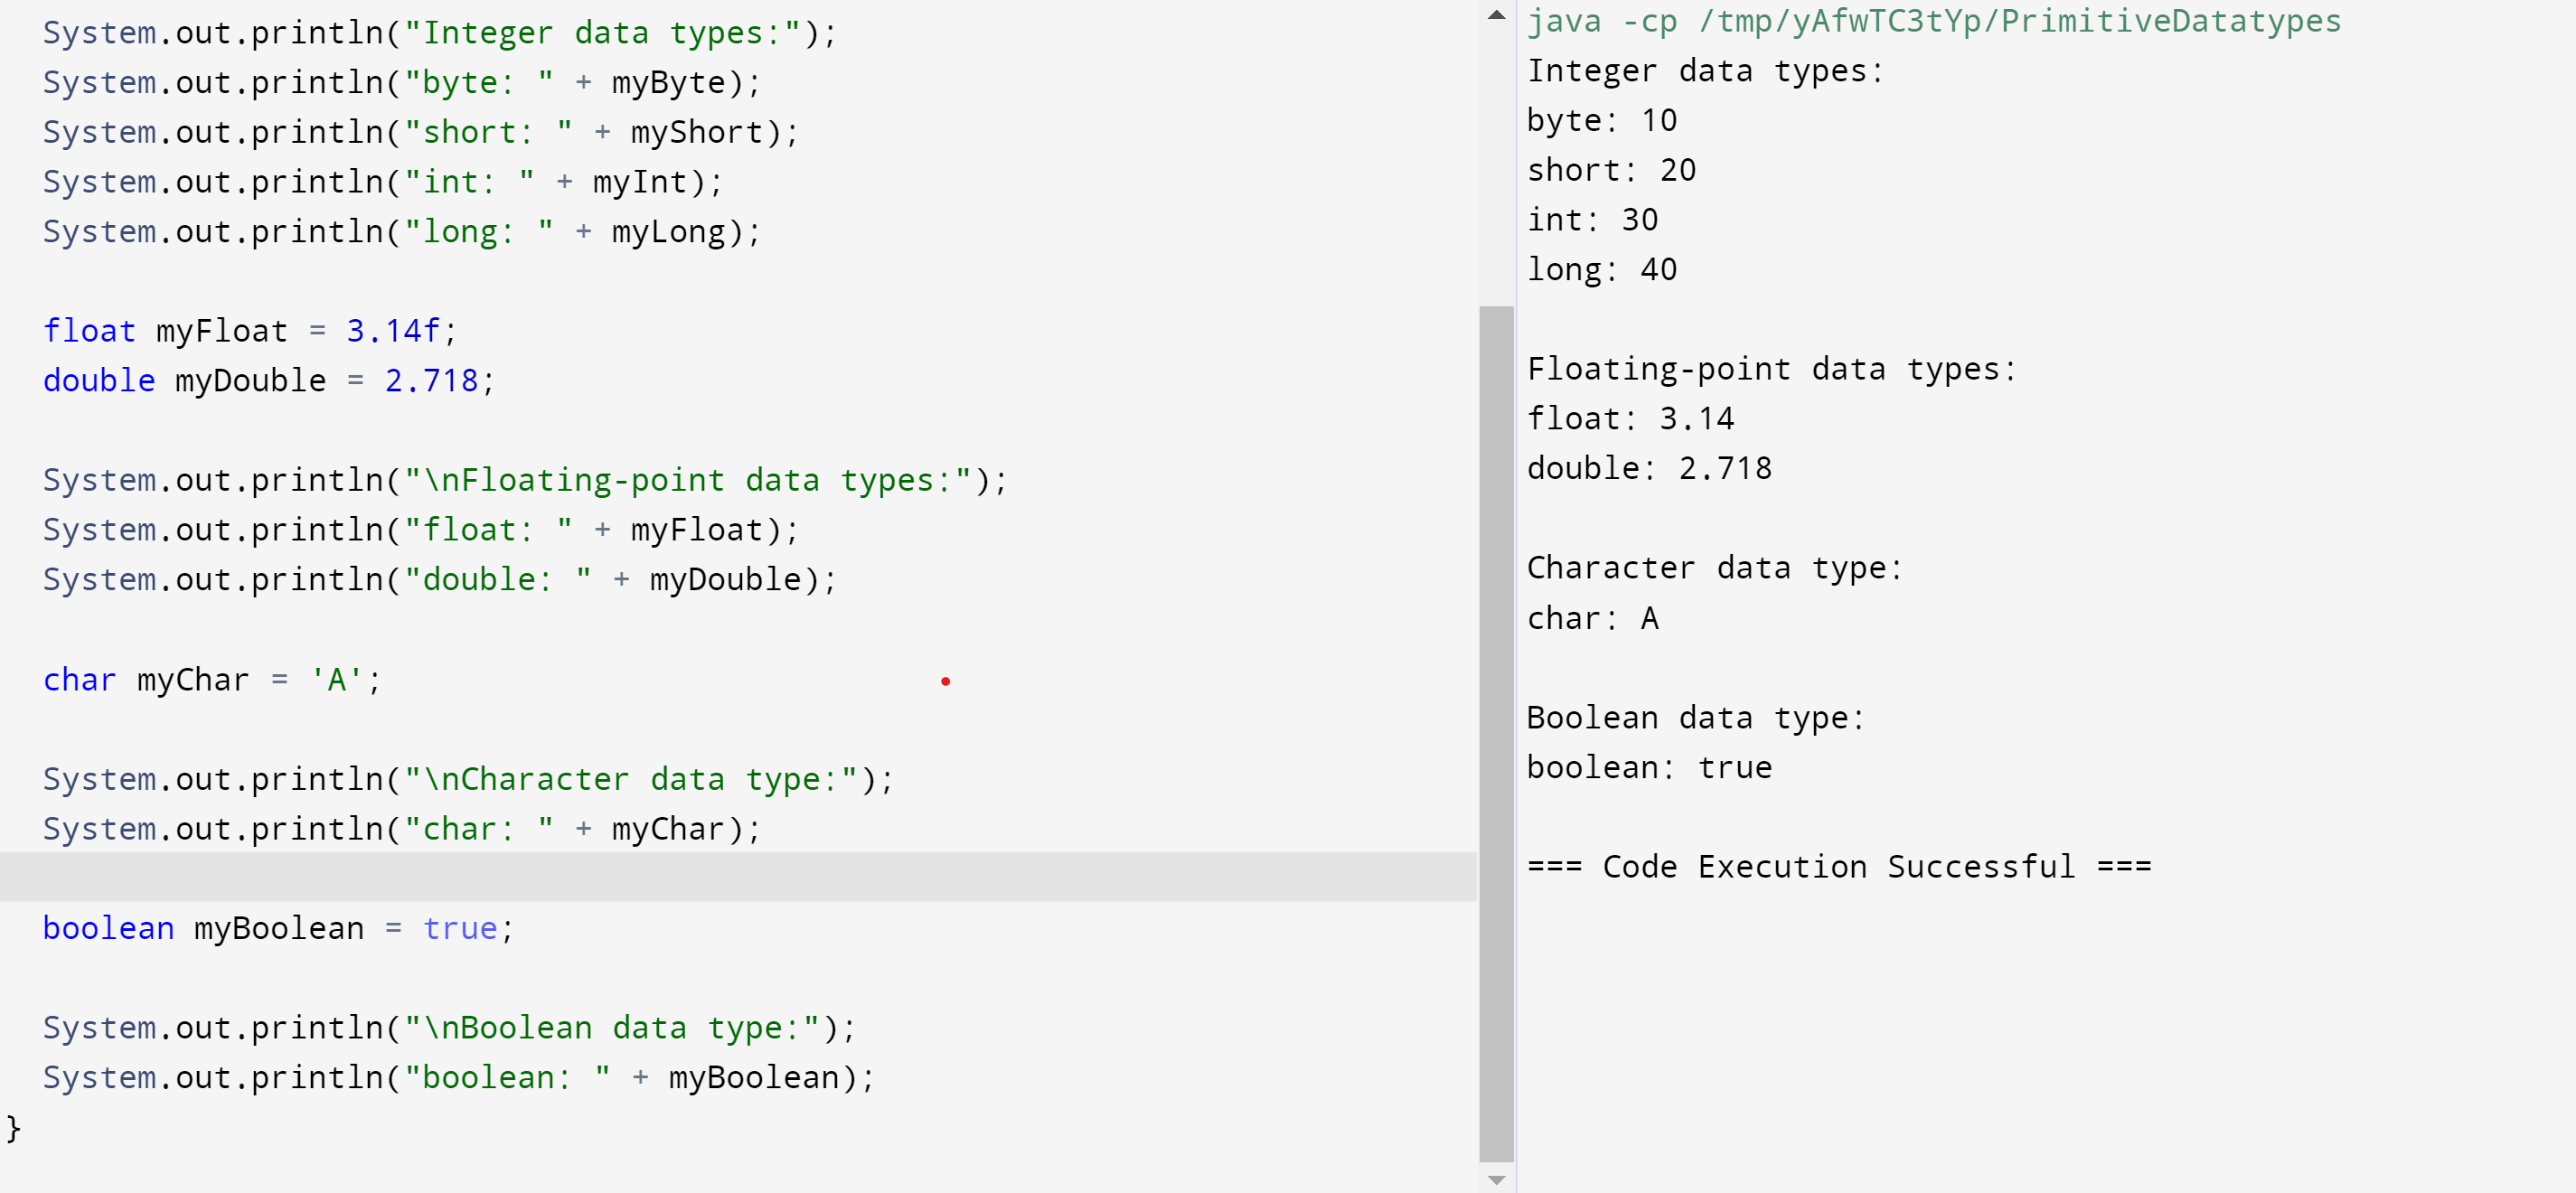 System.out.println("Integer data types:");
System.out.println("byte: " + myByte);
System.out.println("short: " + myShort);
System.out.println("int: " + myInt);
System.out.println("long: " + myLong);
float myFloat = 3.14f;
double myDouble = 2.718;
System.out.println("\nFloating-point data types:");
System.out.println("float: " + myFloat);
System.out.println("double: " + myDouble);
char myChar = 'A';
System.out.println("\nCharacter data type:");
System.out.println("char: " + myChar);
boolean myBoolean = true;
System.out.println("\nBoolean data type:");
System.out.println("boolean: " + myBoolean);
}
java -cp /tmp/yAfwTC3tYp/PrimitiveDatatypes
Integer data types:
byte: 10
short: 20
int: 30
long: 40
Floating-point data types:
float: 3.14
double: 2.718
Character data type:
char: A
Boolean data type:
boolean: true
=== Code Execution Successful ===